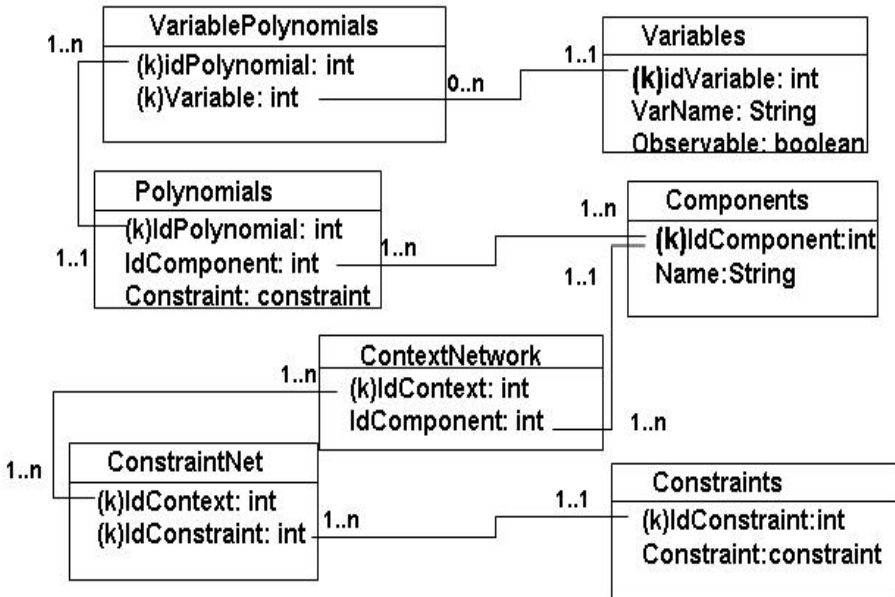 VariablePolynomials
(k)idPolynomial: int
(k)Variable: int
1..n
0..n
1..1
Variables
(k)idVariable: int
VarName: String
Observable: boolean
Polynomials
(k)IdPolynomial: int
IdComponent: int
Constraint: constraint
1..1
1..n
1..n
1..1
Components
(k)IdComponent:int
Name:String
ContextNetwork
(k)IdContext: int
IdComponent: int
1..n
1..n
1..n
ConstraintNet
(k)IdContext: int
(k)IdConstraint: int
1..n
1..1
Constraints
(k)IdConstraint:int
Constraint:constraint